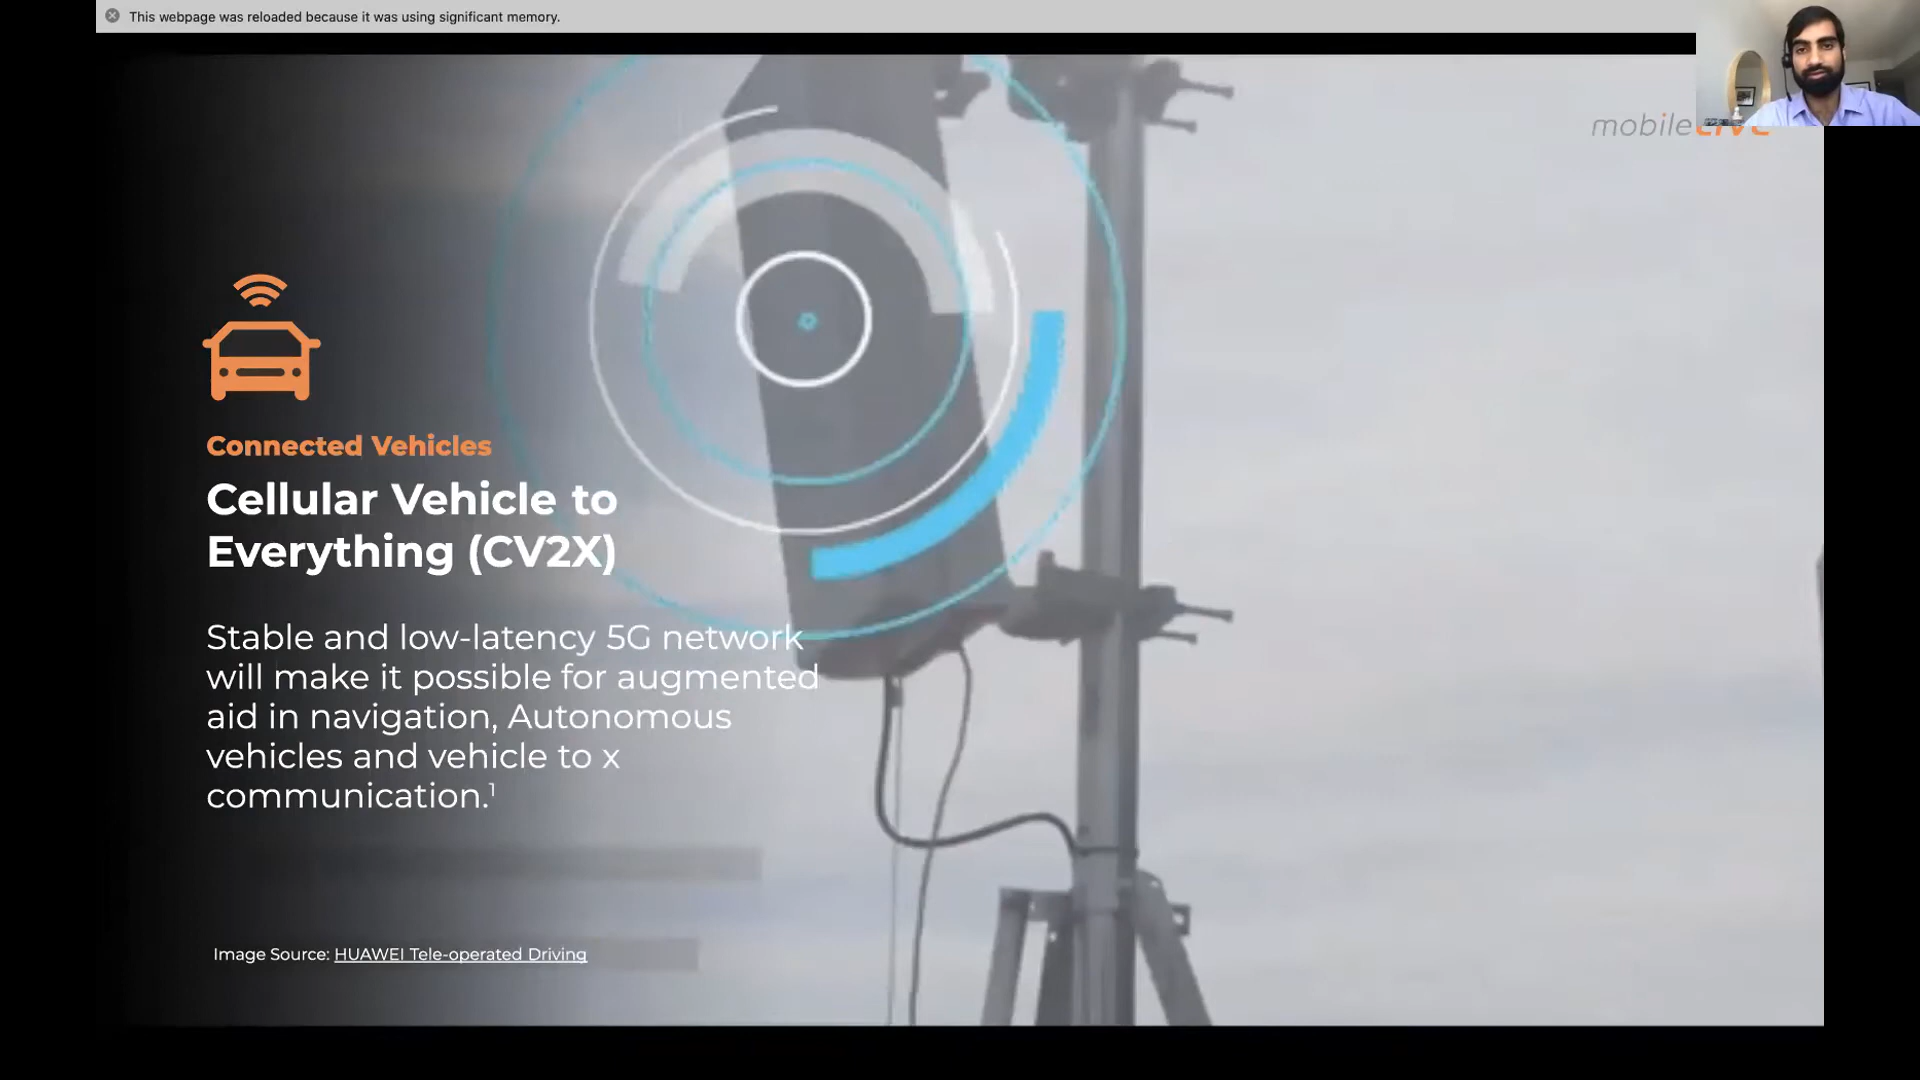 This webpage was reloaded because it was using significant memory.
mobileLIVE
Connected Vehicles
Cellular Vehicle to
Everything (CV2X)
Stable and low-latency 5G network
will make it possible for augmented
aid in navigation, Autonomous
vehicles and vehicle to x
communication.¹
Image Source: HUAWEI Tele-operated Driving